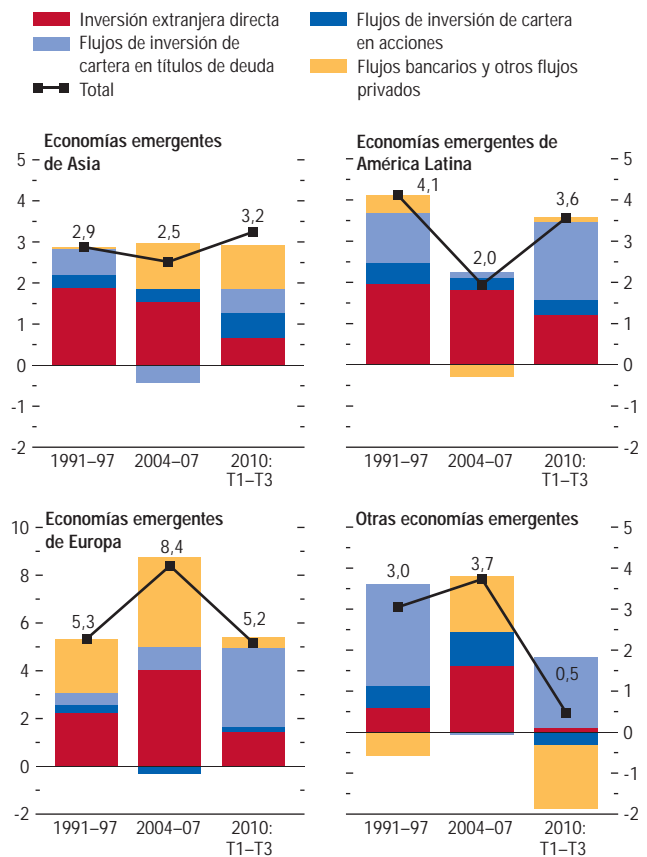 Inversión extranjera directa
Flujos de inversión de
cartera en títulos de deuda
Total
Flujos de inversión de cartera
en acciones
Flujos bancarios y otros flujos
privados
Economías emergentes
de Asia
5
4
3
2
1
0
-1
-2
2,9
2,5
3,2
1991–97
2004–07
2010:
T1–T3
Economías emergentes de
América Latina
5
4
3
2
1
0
-1
-2
4,1
2,0
3,6
1991–97
2004–07
2010:
T1–T3
Economías emergentes
de Europa
10
8
6
4
2
0
-2
5,3
8,4
5,2
1991–97
2004–07
2010:
T1–T3
Otras economías emergentes
5
4
3
2
1
0
-1
-2
3,0
3,7
0,5
1991–97
2004–07
2010:
T1–T3